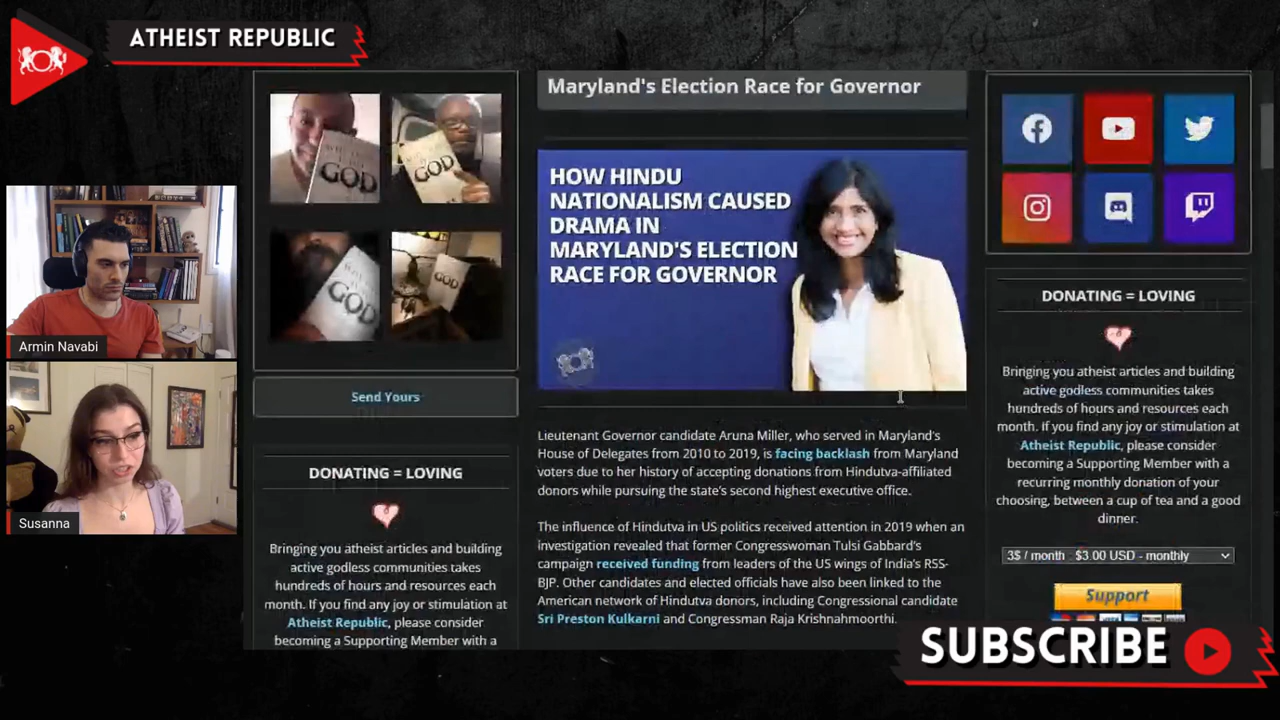 ATHEIST REPUBLIC
Armin Navabi
Susanna
GOD
GOD
GOD
GOD
Send Yours
DONATING = LOVING
Bringing you atheist articles and building
active godless communities takes
hundreds of hours and resources each
month. If you find any joy or stimulation at
Atheist Republic, please consider
becoming a Supporting Member with a
Maryland's Election Race for Governor
HOW HINDU
NATIONALISM CAUSED
DRAMA IN
MARYLAND'S ELECTION
RACE FOR GOVERNOR
Lieutenant Governor candidate Aruna Miller, who served in Maryland's
House of Delegates from 2010 to 2019, is facing backlash from Maryland
voters due to her history of accepting donations from Hindutva-affiliated
donors while pursuing the state's second highest executive office.
The influence of Hindutva in US politics received attention in 2019 when an
investigation revealed that former Congresswoman Tulsi Gabbard's
campaign received funding from leaders of the US wings of India's RSS-
BJP. Other candidates and elected officials have also been linked to the
American network of Hindutva donors, including Congressional candidate
Sri Preston Kulkarni and Congressman Raja Krishnahmoorthi.
DONATING = LOVING
Bringing you atheist articles and building
active godless communities takes
hundreds of hours and resources each
month. If you find any joy or stimulation at
Atheist Republic, please consider
becoming a Supporting Member with a
recurring monthly donation of your
choosing, between a cup of tea and a good
dinner.
3$ / month : $3.00 USD - monthly
Support
SUBSCRIBE